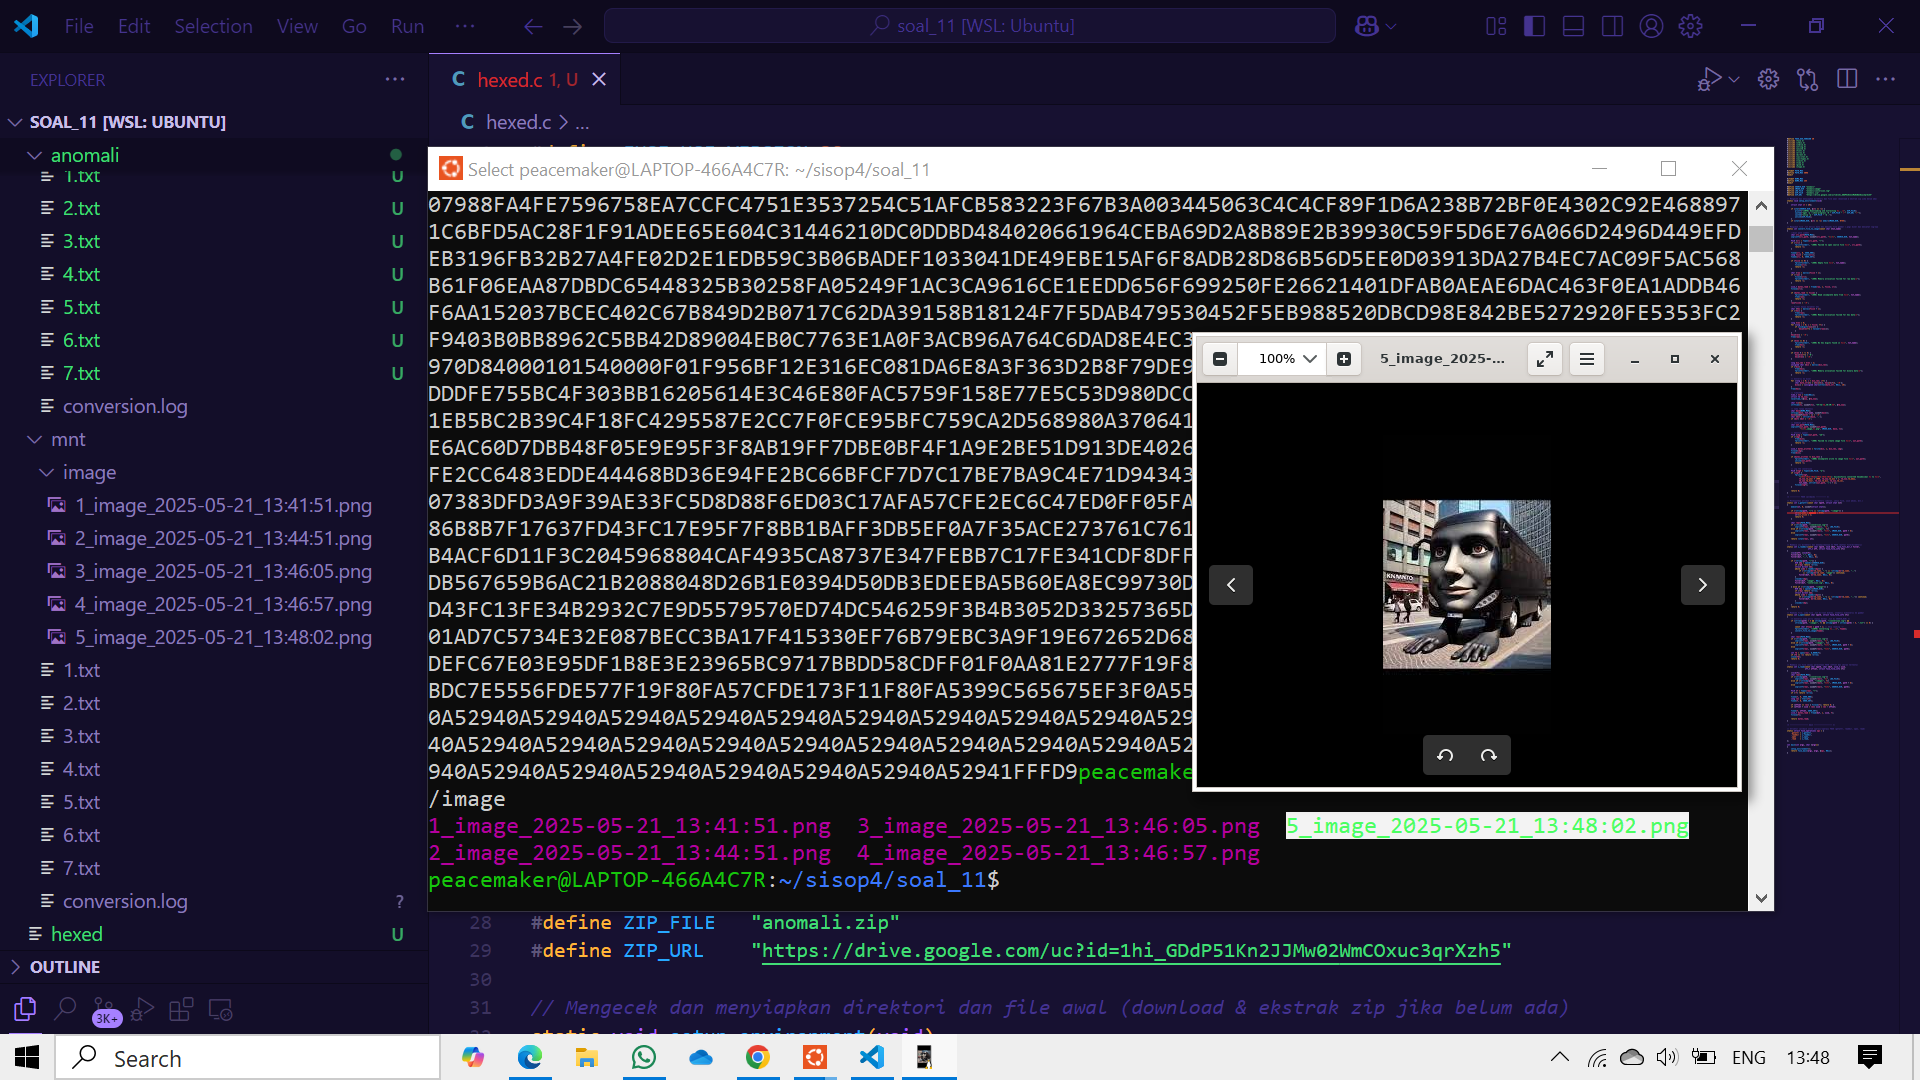 File Edit Selection View Go Run ···
soal_11 [WSL: Ubuntu]
EXPLORER
SOAL_11 [WSL: UBUNTU]
anomali
1.txt U
2.txt U
3.txt U
4.txt U
5.txt U
6.txt U
7.txt U
conversion.log
mnt
image
1_image_2025-05-21_13:41:51.png
2_image_2025-05-21_13:44:51.png
3_image_2025-05-21_13:46:05.png
4_image_2025-05-21_13:46:57.png
5_image_2025-05-21_13:48:02.png
1.txt
2.txt
3.txt
4.txt
5.txt
6.txt
7.txt
conversion.log ?
hexed U
OUTLINE
3K+
C hexed.c 1, U
C hexed.c > ...
Select peacemaker@LAPTOP-466A4C7R: ~/sisop4/soal_11
07988FA4FE7596758EA7CCFC4751E3537254C51AFCB583223F67B3A003445063C4C4CF89F1D6A238B72BF0E4302C92E468897
1C6BFD5AC28F1F91ADEE65E604C31446210DC0DDBD484020661964CEBA69D2A8B89E2B39930C59F5D6E76A066D2496D449EFD
EB3196FB32B27A4FE02D2E1EDB59C3B06BADEF1033041DE49EBE15AF6F8ADB28D86B56D5EE0D03913DA27B4EC7AC09F5AC568
B61F06EAA87DBDC65448325B30258FA05249F1AC3CA9616CE1EEDD656F699250FE26621401DFAB0AEAE6DAC463F0EA1ADDB46
F6AA152037BCEC402C67B849D2B0717C62DA39158B18124F7F5DAB479530452F5EB988520DBCD98E842BE5272920FE5353FC2
F9403B0BB8962C5BB42D89004EB0C7763E1A0F3ACB96A764C6DAD8E4EC3
970D84000101540000F01F956BF12E316EC081DA6E8A3F363D2B8F79DE9
DDDFE755BC4F303BB16205614E3C46E80FAC5759F158E77E5C53D980DCC
1EB5BC2B39C4F18FC4295587E2CC7F0FCE95BFC759CA2D568980A370641
E6AC60D7DBB48F05E9E95F3F8AB19FF7DBE0BF4F1A9E2BE51D913DE4026
FE2CC6483EDDE44468BD36E94FE2BC66BFCF7D7C17BE7BA9C4E71D94343
07383DFD3A9F39AE33FC5D8D88F6ED03C17AFA57CFE2EC6C47ED0FF05FA
86B8B7F17637FD43FC17E95F7F8BB1BAFF3DB5EF0A7F35ACE273761C761
B4ACF6D11F3C2045968804CAF4935CA8737E347FEBB7C17FE341CDF8DFF
DB567659B6AC21B2088048D26B1E0394D50DB3EDEEBA5B60EA8EC99730D
D43FC13FE34B2932C7E9D5579570ED74DC546259F3B4B3052D33257365D
01AD7C5734E32E087BECC3BA17F415330EF76B79EBC3A9F19E672652D68
DEFC67E03E95DF1B8E3E23965BC9717BBDD58CDFF01F0AA81E2777F19F8
BDC7E5556FDE577F19F80FA57CFDE173F11F80FA5399C565675EF3F0A55
0A52940A52940A52940A52940A52940A52940A52940A52940A52940A529
40A52940A52940A52940A52940A52940A52940A52940A52940A52940A52
940A52940A52940A52940A52940A52940A52940A52941FFFD9peacemake
/image
1_image_2025-05-21_13:41:51.png 3_image_2025-05-21_13:46:05.png 5_image_2025-05-21_13:48:02.png
2_image_2025-05-21_13:44:51.png 4_image_2025-05-21_13:46:57.png
peacemaker@LAPTOP-466A4C7R:~/sisop4/soal_11$
100% 5_image_2025-...
28 #define ZIP_FILE "anomali.zip"
29 #define ZIP_URL "https://drive.google.com/uc?id=1hi_GDdP51Kn2JJMw02WmCOxuc3qrXzh5"
30
31 // Mengecek dan menyiapkan direktori dan file awal (download & ekstrak zip jika belum ada)
Search
ENG 13:48